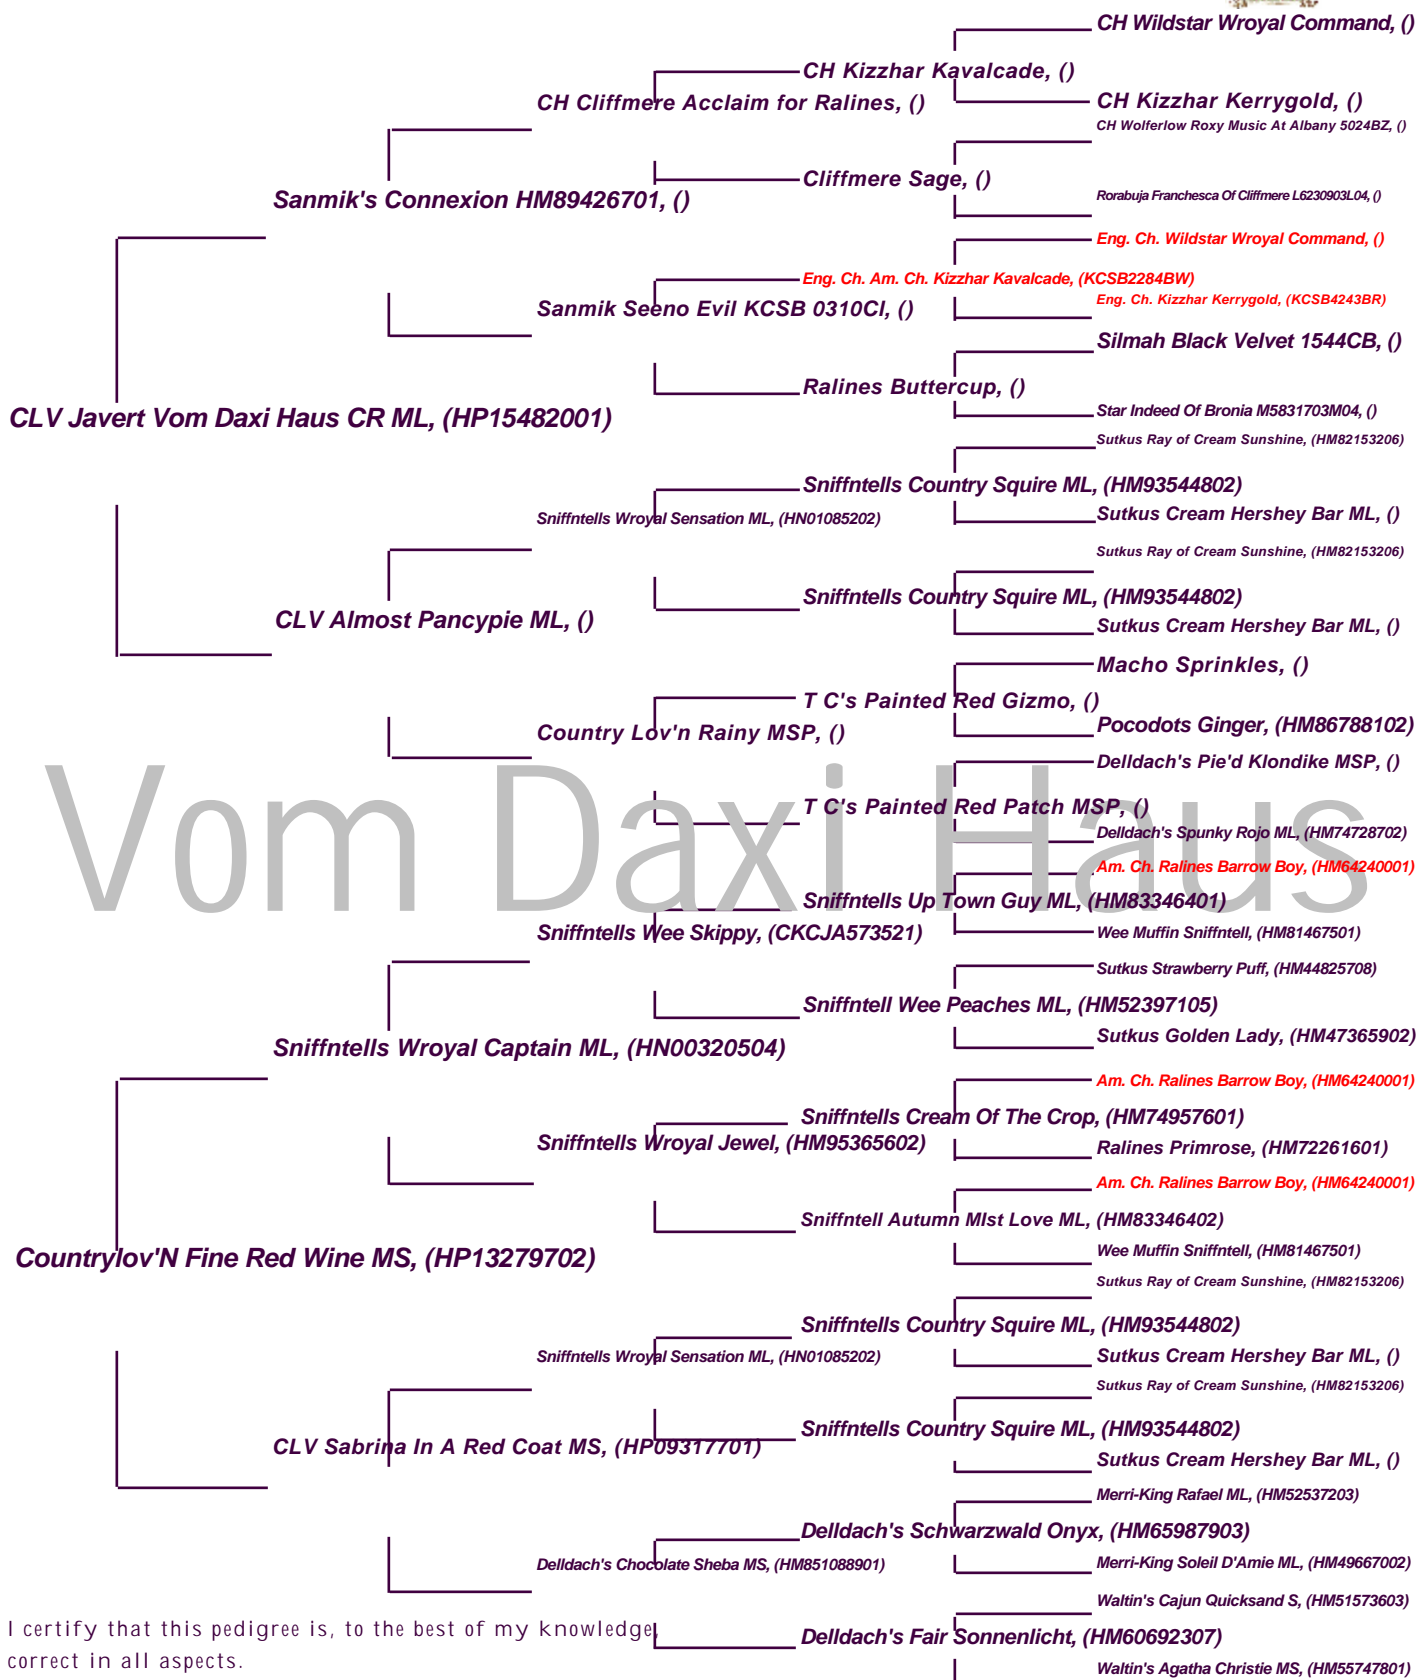 CH Wildstar Wroyal Command, ()
CH Kizzhar Kavalcade, ()
CH Cliffmere Acclaim for Ralines, ()
CH Kizzhar Kerrygold, ()
CH Wolferlow Roxy Music At Albany 5024BZ, ()
Cliffmere Sage, ()
Sanmik's Connexion HM89426701, ()
Rorabuja Franchesca Of Cliffmere L6230903L04, ()
Eng. Ch. Wildstar Wroyal Command, ()
Eng. Ch. Am. Ch. Kizzhar Kavalcade, (KCSB2284BW)
Eng. Ch. Kizzhar Kerrygold, (KCSB4243BR)
Sanmik Seeno Evil KCSB 0310CI, ()
Silmah Black Velvet 1544CB, ()
Ralines Buttercup, ()
Star Indeed Of Bronia M5831703M04, ()
CLV Javert Vom Daxi Haus CR ML, (HP15482001)
Sutkus Ray of Cream Sunshine, (HM82153206)
Sniffntells Country Squire ML, (HM93544802)
Sniffntells Wroyal Sensation ML, (HN01085202)
Sutkus Cream Hershey Bar ML, ()
Sutkus Ray of Cream Sunshine, (HM82153206)
Sniffntells Country Squire ML, (HM93544802)
CLV Almost Pancypie ML, ()
Sutkus Cream Hershey Bar ML, ()
Macho Sprinkles, ()
T C's Painted Red Gizmo, ()
Country Lov'n Rainy MSP, ()
Pocodots Ginger, (HM86788102)
Delldach's Pie'd Klondike MSP, ()
T C's Painted Red Patch MSP, ()
Delldach's Spunky Rojo ML, (HM74728702)
Vom Daxi Haus
Am. Ch. Ralines Barrow Boy, (HM64240001)
Sniffntells Up Town Guy ML, (HM83346401)
Sniffntells Wee Skippy, (CKCJA573521)
Wee Muffin Sniffntell, (HM81467501)
Sutkus Strawberry Puff, (HM44825708)
Sniffntell Wee Peaches ML, (HM52397105)
Sutkus Golden Lady, (HM47365902)
Sniffntells Wroyal Captain ML, (HN00320504)
Am. Ch. Ralines Barrow Boy, (HM64240001)
Sniffntells Cream Of The Crop, (HM74957601)
Sniffntells Wroyal Jewel, (HM95365602)
Ralines Primrose, (HM72261601)
Am. Ch. Ralines Barrow Boy, (HM64240001)
Sniffntell Autumn MIst Love ML, (HM83346402)
Wee Muffin Sniffntell, (HM81467501)
Countrylov'N Fine Red Wine MS, (HP13279702)
Sutkus Ray of Cream Sunshine, (HM82153206)
Sniffntells Country Squire ML, (HM93544802)
Sniffntells Wroyal Sensation ML, (HN01085202)
Sutkus Cream Hershey Bar ML, ()
Sutkus Ray of Cream Sunshine, (HM82153206)
Sniffntells Country Squire ML, (HM93544802)
CLV Sabrina In A Red Coat MS, (HP09317701)
Sutkus Cream Hershey Bar ML, ()
Merri-King Rafael ML, (HM52537203)
Delldach's Schwarzwald Onyx, (HM65987903)
Delldach's Chocolate Sheba MS, (HM851088901)
Merri-King Soleil D'Amie ML, (HM49667002)
Waltin's Cajun Quicksand S, (HM51573603)
I certify that this pedigree is, to the best of my knowledge,
Delldach's Fair Sonnenlicht, (HM60692307)
correct in all aspects.
Waltin's Agatha Christie MS, (HM55747801)